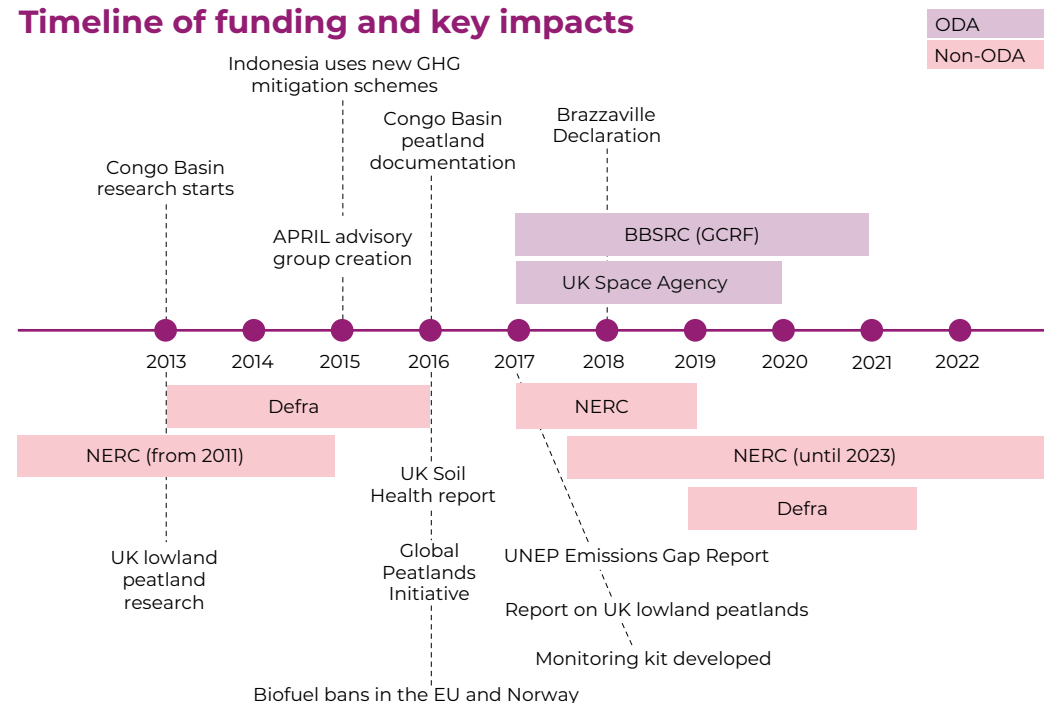 Timeline of funding and key impacts
ODA
Non-ODA
Indonesia uses new GHG
mitigation schemes
Congo Basin
peatland
documentation
Brazzaville
Declaration
Congo Basin
research starts
APRIL advisory
group creation
BBSRC (GCRF)
UK Space Agency
2013
2014
2015
2016
2017
2018
2019
2020
2021
2022
Defra
NERC
NERC (from 2011)
NERC (until 2023)
UK Soil
Health report
Defra
UK lowland
peatland
research
Global
Peatlands
Initiative
UNEP Emissions Gap Report
Report on UK lowland peatlands
Monitoring kit developed
Biofuel bans in the EU and Norway